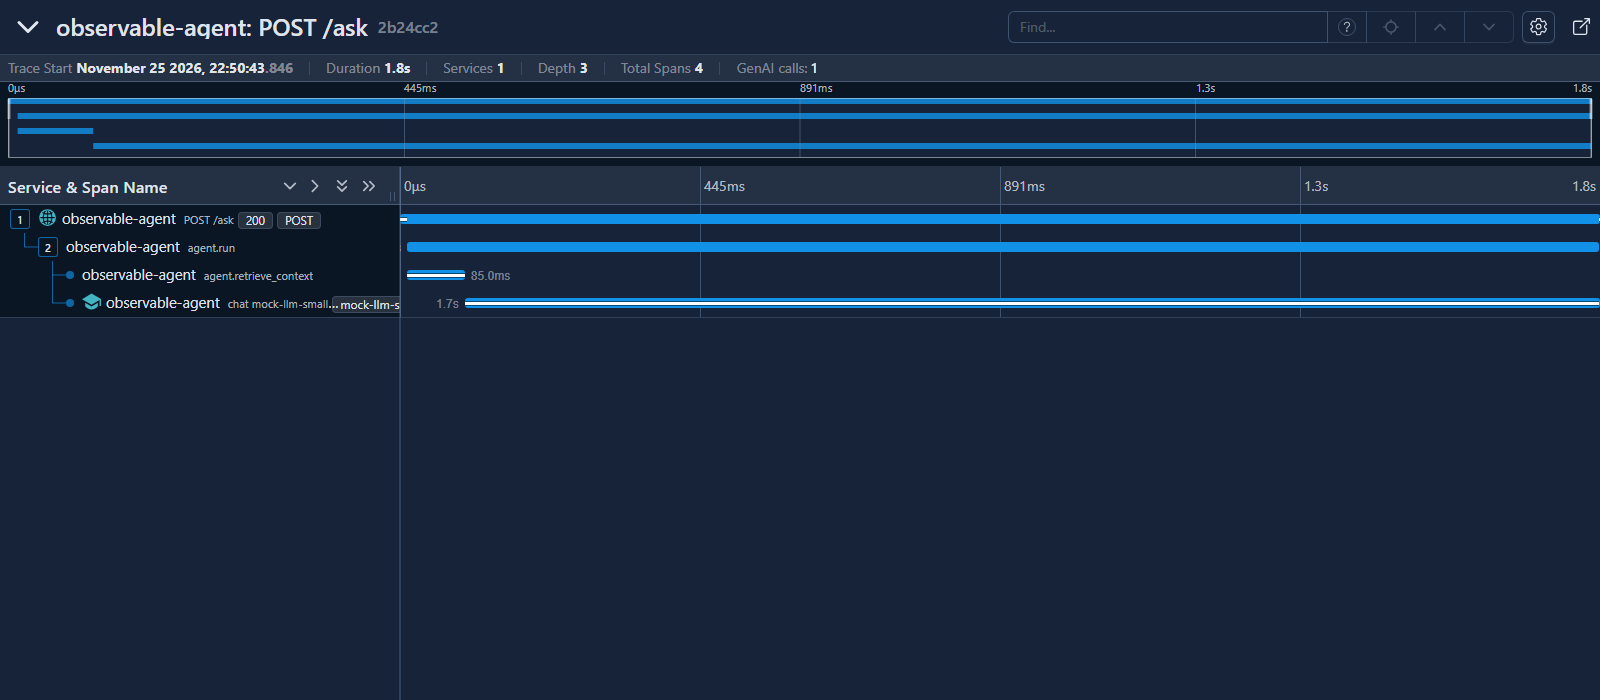 observable-agent: POST /ask 2b24cc2 Find... ?
Trace Start November 25 2026, 22:50:43.846 Duration 1.8s Services 1 Depth 3 Total Spans 4 GenAI calls: 1
0μs 445ms 891ms 1.3s 1.8s
Service & Span Name 0μs 445ms 891ms 1.3s 1.8s
1 observable-agent POST /ask 200 POST
2 observable-agent agent.run
observable-agent agent.retrieve_context 85.0ms
observable-agent chat mock-llm-small... mock-llm-s 1.7s